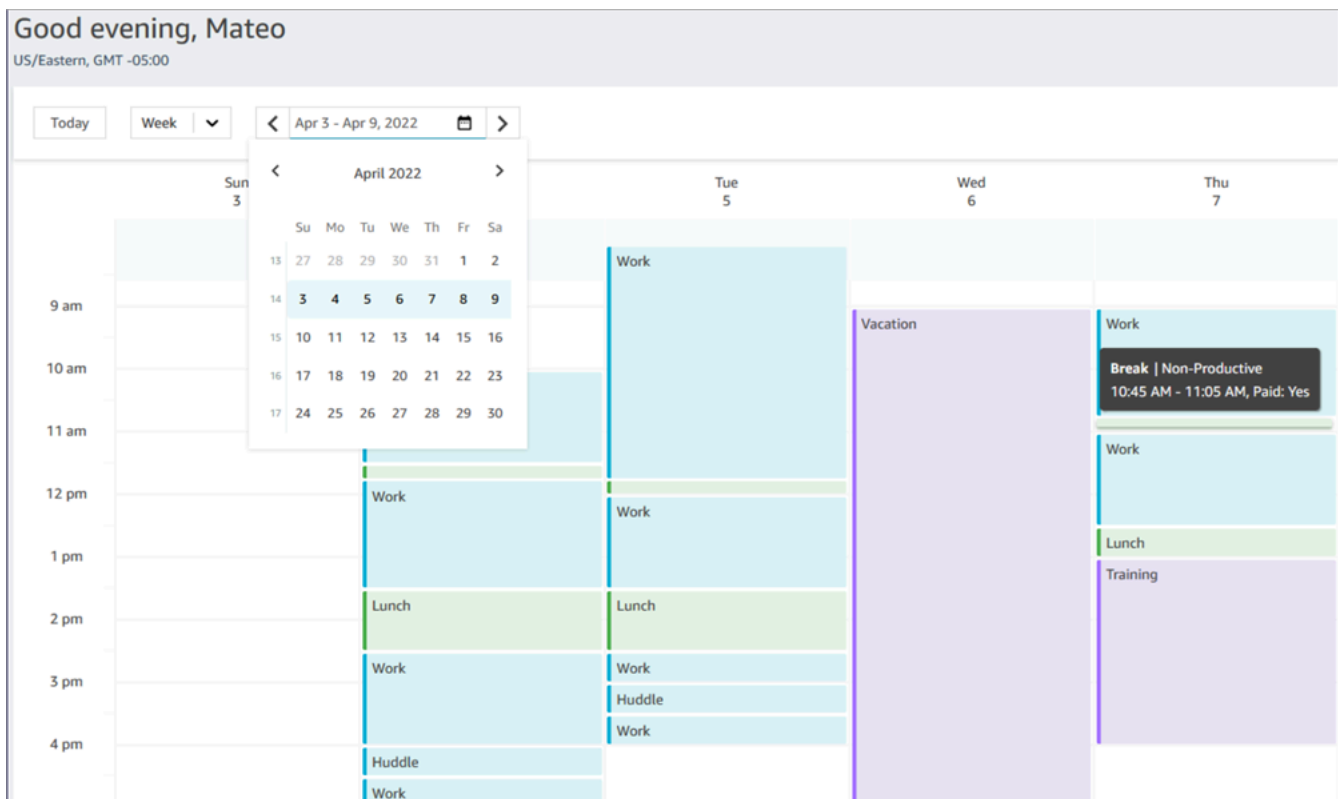 Good evening, Mateo
US/Eastern, GMT -05:00
Today
Week
Apr 3 - Apr 9, 2022
April 2022
Su Mo Tu We Th Fr Sa
13 27 28 29 30 31 1 2
14 3 4 5 6 7 8 9
15 10 11 12 13 14 15 16
16 17 18 19 20 21 22 23
17 24 25 26 27 28 29 30
Sun
3
Tue
5
Wed
6
Thu
7
9 am
10 am
11 am
12 pm
1 pm
2 pm
3 pm
4 pm
Work
Lunch
Work
Huddle
Work
Work
Work
Lunch
Work
Huddle
Work
Vacation
Work
Break | Non-Productive
10:45 AM - 11:05 AM, Paid: Yes
Work
Lunch
Training